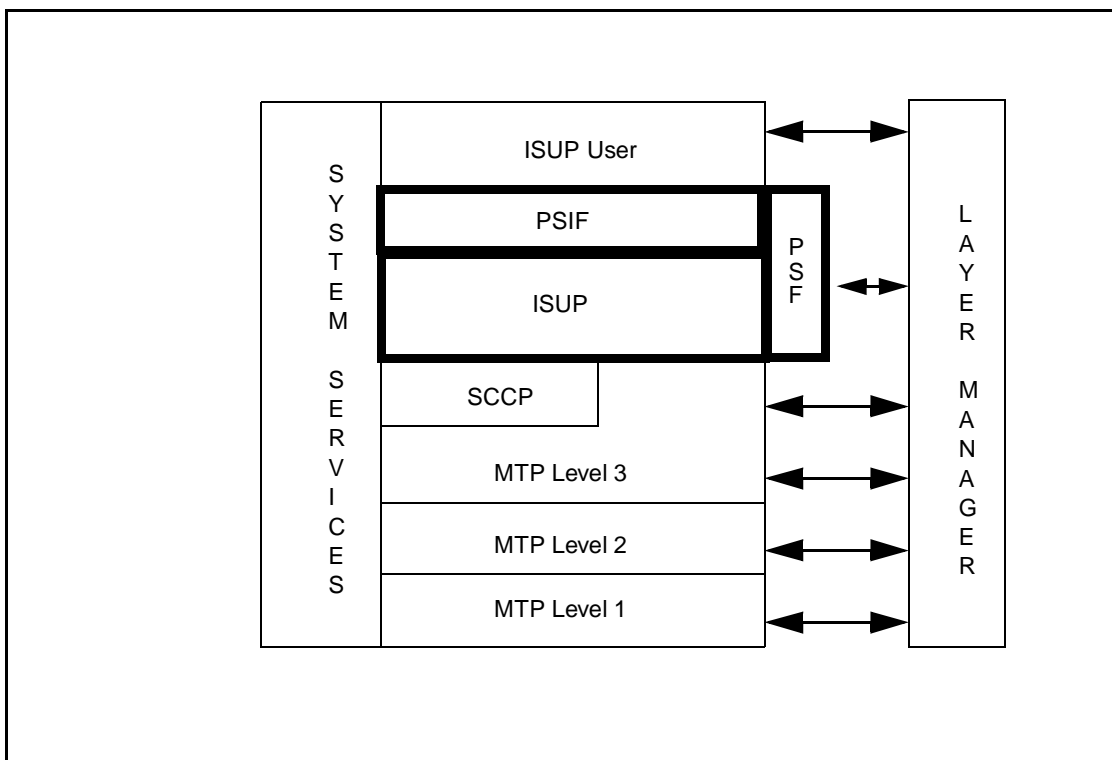 SYSTEM SERVICES
ISUP User
PSIF
PSF
ISUP
SCCP
MTP Level 3
MTP Level 2
MTP Level 1
LAYER MANAGER